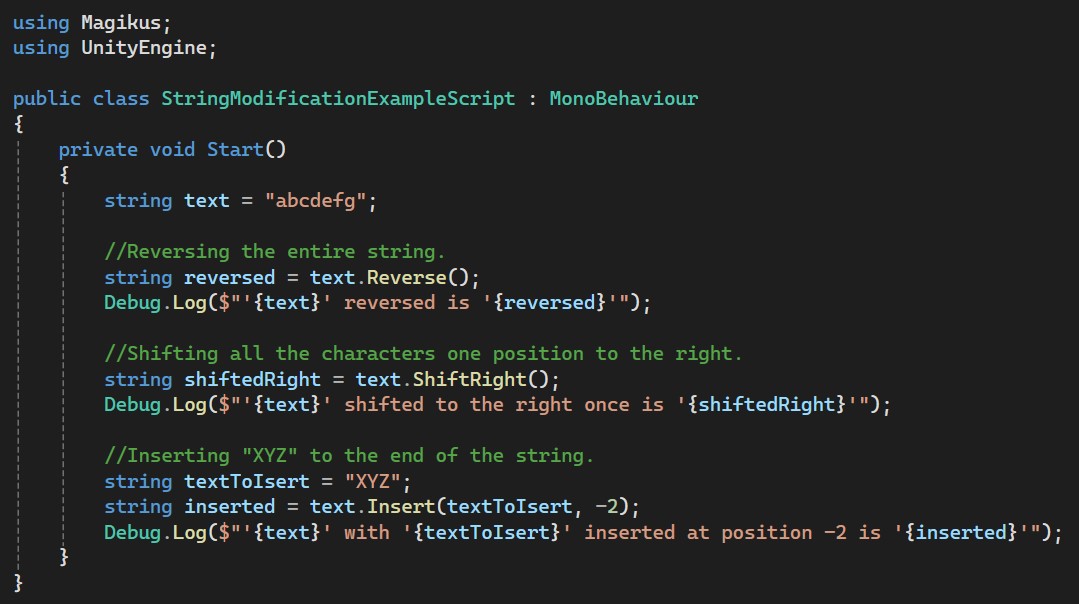 using Magikus;
using UnityEngine;

public class StringModificationExampleScript : MonoBehaviour
{
    private void Start()
    {
        string text = "abcdefg";

        //Reversing the entire string.
        string reversed = text.Reverse();
        Debug.Log($"'{text}' reversed is '{reversed}'");

        //Shifting all the characters one position to the right.
        string shiftedRight = text.ShiftRight();
        Debug.Log($"'{text}' shifted to the right once is '{shiftedRight}'");

        //Inserting "XYZ" to the end of the string.
        string textToIsert = "XYZ";
        string inserted = text.Insert(textToIsert, -2);
        Debug.Log($"'{text}' with '{textToIsert}' inserted at position -2 is '{inserted}'");
    }
}